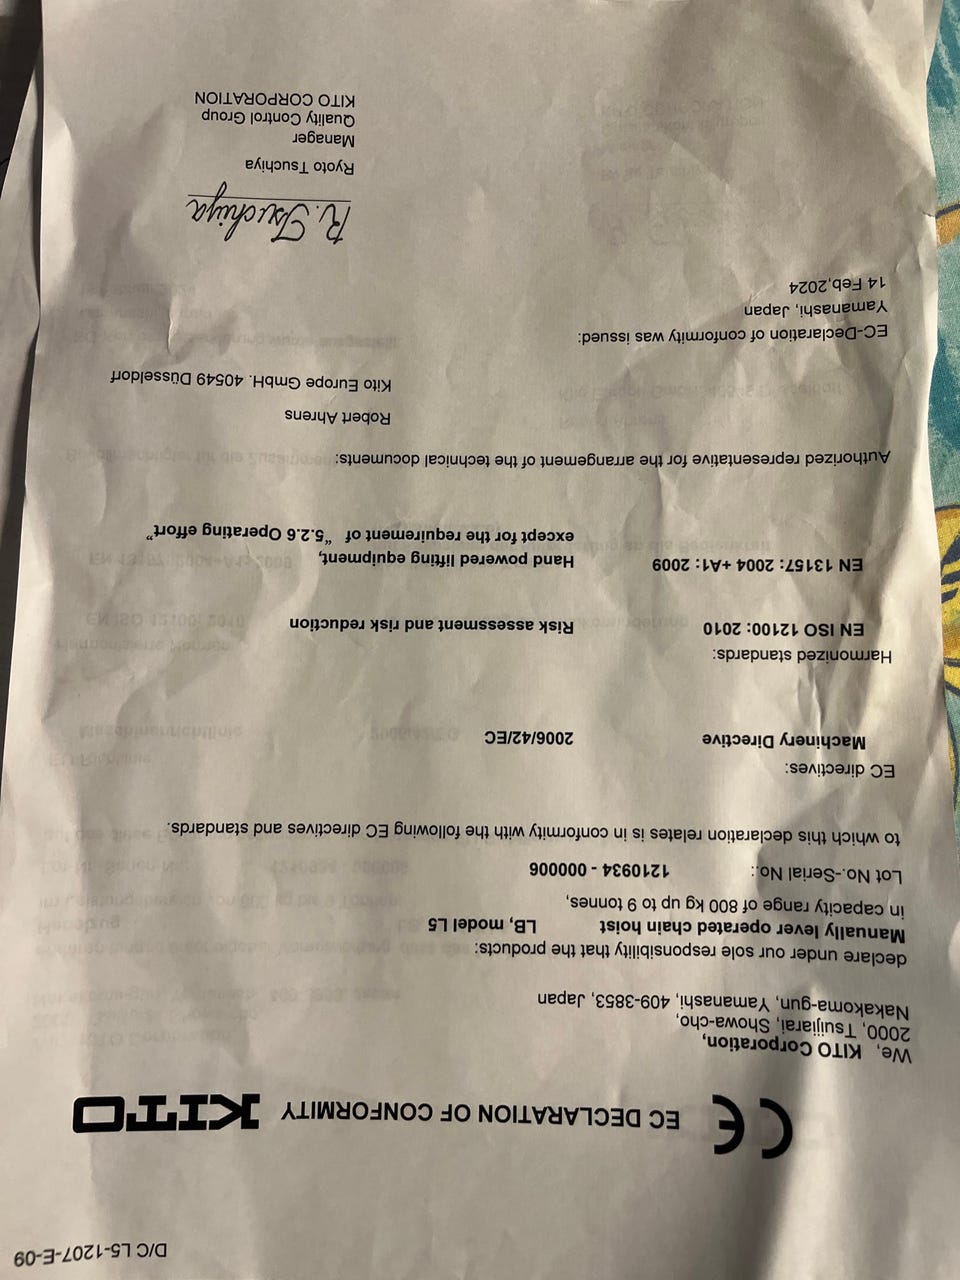 D/C L5-1207-E-09
CE EC DECLARATION OF CONFORMITY KITO
We, KITO Corporation,
2000, Tsuijiarai, Showa-cho,
Nakakoma-gun, Yamanashi, 409-3853, Japan
declare under our sole responsibility that the products:
Manually lever operated chain hoist LB, model L5
in capacity range of 800 kg up to 9 tonnes,
Lot No.-Serial No.: 1210934 - 000006
to which this declaration relates is in conformity with the following EC directives and standards.
EC directives:
Machinery Directive 2006/42/EC
Harmonized standards:
EN ISO 12100: 2010 Risk assessment and risk reduction
EN 13157: 2004 +A1: 2009 Hand powered lifting equipment,
except for the requirement of "5.2.6 Operating effort"
Authorized representative for the arrangement of the technical documents:
Robert Ahrens
Kito Europe GmbH. 40549 Düsseldorf
EC-Declaration of conformity was issued:
Yamanashi, Japan
14 Feb,2024
R. Tsuchiya
Ryoto Tsuchiya
Manager
Quality Control Group
KITO CORPORATION